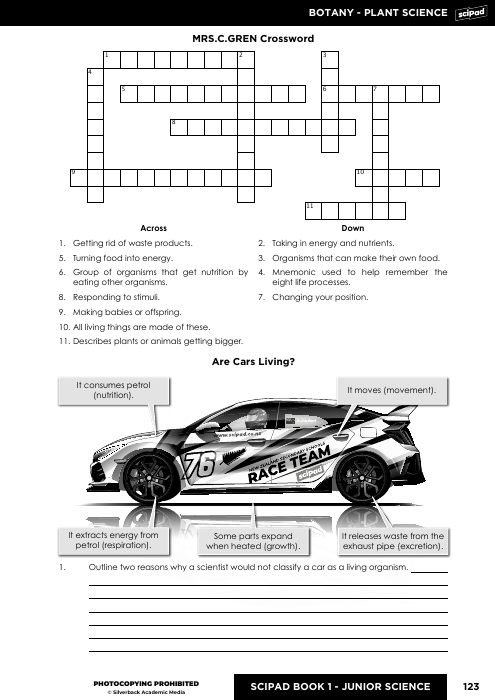 BOTANY - PLANT SCIENCE scipad
MRS.C.GREN Crossword
1 2 3
4
5 6 7
8
9 10
11
Across
1. Getting rid of waste products.
5. Turning food into energy.
6. Group of organisms that get nutrition by
eating other organisms.
8. Responding to stimuli.
9. Making babies or offspring.
10. All living things are made of these.
11. Describes plants or animals getting bigger.
Down
2. Taking in energy and nutrients.
3. Organisms that can make their own food.
4. Mnemonic used to help remember the
eight life processes.
7. Changing your position.
Are Cars Living?
It consumes petrol
(nutrition).
It moves (movement).
www.scipad.co.nz
76
NEW ZEALAND SECONDARY SCHOOLS
RACE TEAM
scipad
It extracts energy from
petrol (respiration).
Some parts expand
when heated (growth).
It releases waste from the
exhaust pipe (excretion).
1. Outline two reasons why a scientist would not classify a car as a living organism.
PHOTOCOPYING PROHIBITED
© Silverback Academic Media
SCIPAD BOOK 1 - JUNIOR SCIENCE
123